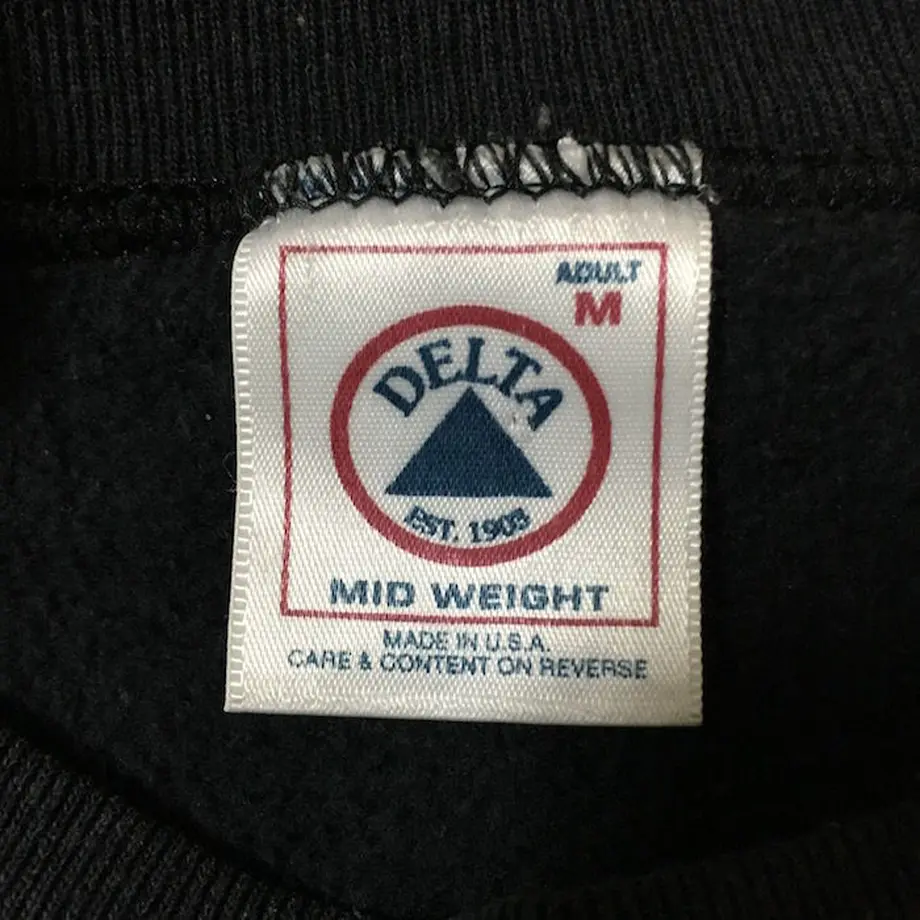 ADULT
M
DELTA
EST. 1903
MID WEIGHT
MADE IN U.S.A.
CARE & CONTENT ON REVERSE